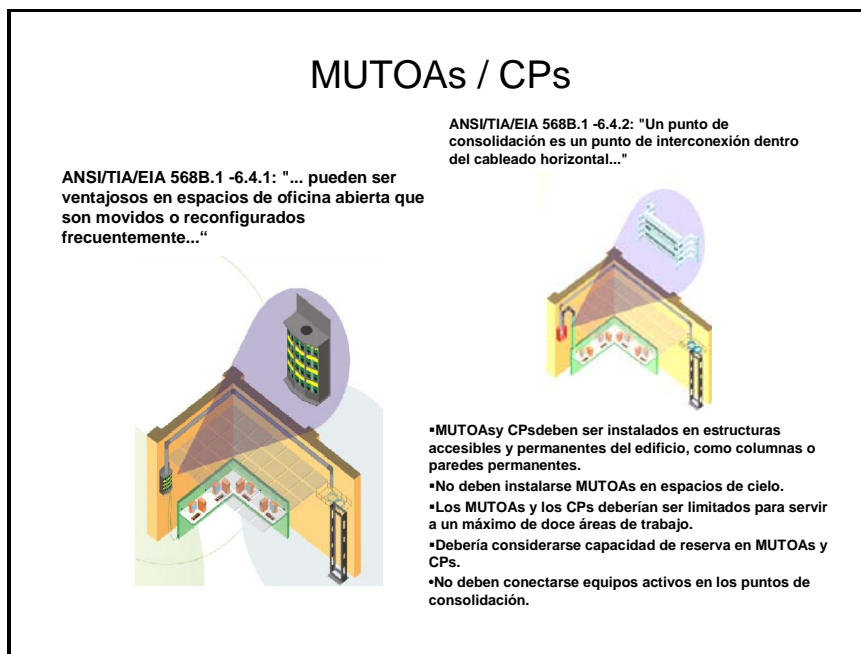 MUTOAs / CPs
ANSI/TIA/EIA 568B.1 -6.4.1: "... pueden ser
ventajosos en espacios de oficina abierta que
son movidos o reconfigurados
frecuentemente...“
ANSI/TIA/EIA 568B.1 -6.4.2: "Un punto de
consolidación es un punto de interconexión dentro
del cableado horizontal..."
▪MUTOAsy CPsdeben ser instalados en estructuras
accesibles y permanentes del edificio, como columnas o
paredes permanentes.
▪No deben instalarse MUTOAs en espacios de cielo.
▪Los MUTOAs y los CPs deberían ser limitados para servir
a un máximo de doce áreas de trabajo.
▪Debería considerarse capacidad de reserva en MUTOAs y
CPs.
•No deben conectarse equipos activos en los puntos de
consolidación.